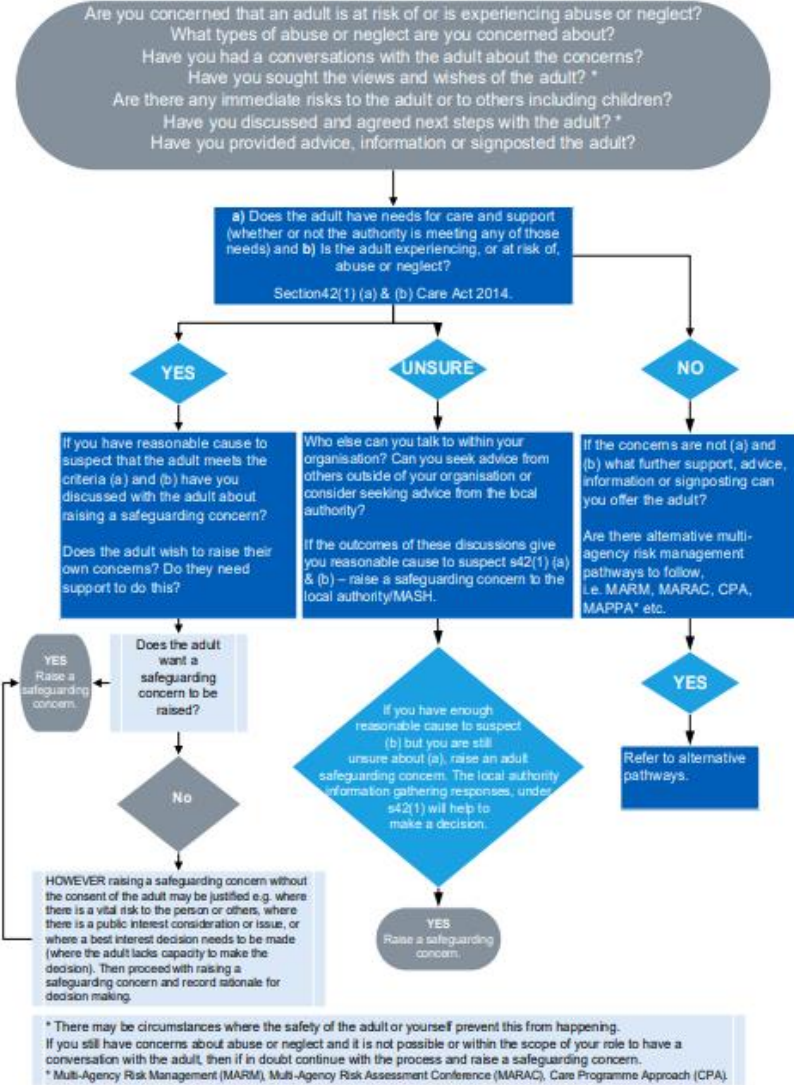 Are you concerned that an adult is at risk of or is experiencing abuse or neglect?
What types of abuse or neglect are you concerned about?
Have you had a conversations with the adult about the concerns?
Have you sought the views and wishes of the adult? *
Are there any immediate risks to the adult or to others including children?
Have you discussed and agreed next steps with the adult? *
Have you provided advice, information or signposted the adult?
a) Does the adult have needs for care and support
(whether or not the authority is meeting any of those
needs) and b) Is the adult experiencing, or at risk of,
abuse or neglect?
Section42(1) (a) & (b) Care Act 2014.
YES
UNSURE
NO
If you have reasonable cause to
suspect that the adult meets the
criteria (a) and (b) have you
discussed with the adult about
raising a safeguarding concern?
Does the adult wish to raise their
own concerns? Do they need
support to do this?
Who else can you talk to within your
organisation? Can you seek advice from
others outside of your organisation or
consider seeking advice from the local
authority?
If the outcomes of these discussions give
you reasonable cause to suspect s42(1) (a)
& (b) – raise a safeguarding concern to the
local authority/MASH.
If the concerns are not (a) and
(b) what further support, advice,
information or signposting can
you offer the adult?
Are there alternative multi-
agency risk management
pathways to follow,
i.e. MARM, MARAC, CPA,
MAPPA* etc.
YES
Raise a
safeguarding
concern.
Does the adult
want a
safeguarding
concern to be
raised?
If you have enough
reasonable cause to suspect
(b) but you are still
unsure about (a), raise an adult
safeguarding concern. The local authority
information gathering responses, under
s42(1) will help to
make a decision.
YES
Refer to alternative
pathways.
No
HOWEVER raising a safeguarding concern without
the consent of the adult may be justified e.g. where
there is a vital risk to the person or others, where
there is a public interest consideration or issue, or
where a best interest decision needs to be made
(where the adult lacks capacity to make the
decision). Then proceed with raising a
safeguarding concern and record rationale for
decision making.
YES
Raise a safeguarding
concern.
* There may be circumstances where the safety of the adult or yourself prevent this from happening.
If you still have concerns about abuse or neglect and it is not possible or within the scope of your role to have a
conversation with the adult, then if in doubt continue with the process and raise a safeguarding concern.
* Multi-Agency Risk Management (MARM), Multi-Agency Risk Assessment Conference (MARAC), Care Programme Approach (CPA).